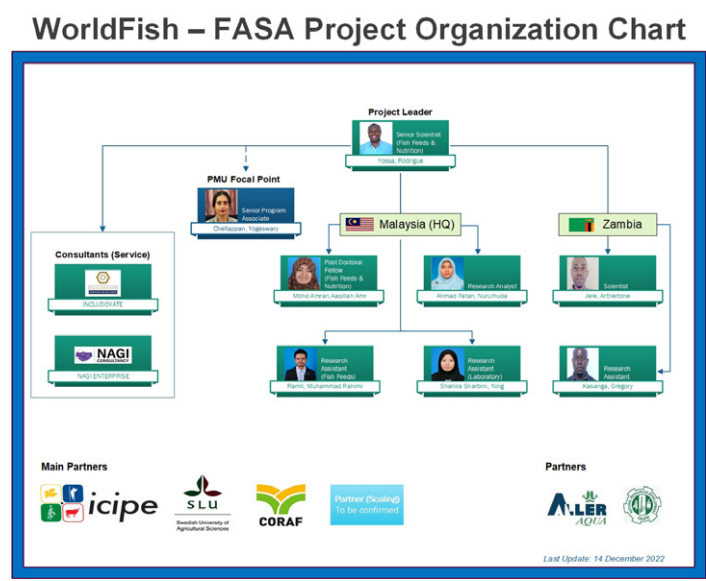 WorldFish – FASA Project Organization Chart
Project Leader
Senior Scientist
(Fish Feeds &
Nutrition)
Yossa, Rodrigue
PMU Focal Point
Senior Program
Associate
Chellappan, Yogeswary
Malaysia (HQ)
Zambia
Consultants (Service)
INCLUDOVATE
NAGI
CONSULTANCY
NAGI ENTERPRISE
Post Doctoral
Fellow
(Fish Feeds &
Nutrition)
Mohd Amran, Aaqillah Amr
Research Analyst
Ahmad Fatan, Nurulhuda
Scientist
Jere, Arthertone
Research
Assistant
(Fish Feeds)
Ramli, Muhammad Rahimi
Research
Assistant
(Laboratory)
Shahila Sharbini, Ning
Research
Assistant
Kasanga, Gregory
Main Partners
icipe
SLU
Swedish University of
Agricultural Sciences
CORAF
Partner (Scaling)
To be confirmed
Partners
ALLER
AQUA
Last Update: 14 December 2022